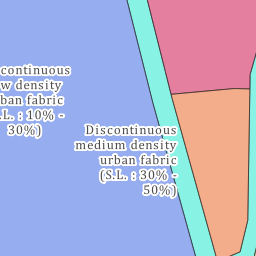 continuous
w density
ban fabric
.L. : 10% -
30%)
Discontinuous
medium density
urban fabric
(S.L. : 30% -
50%)